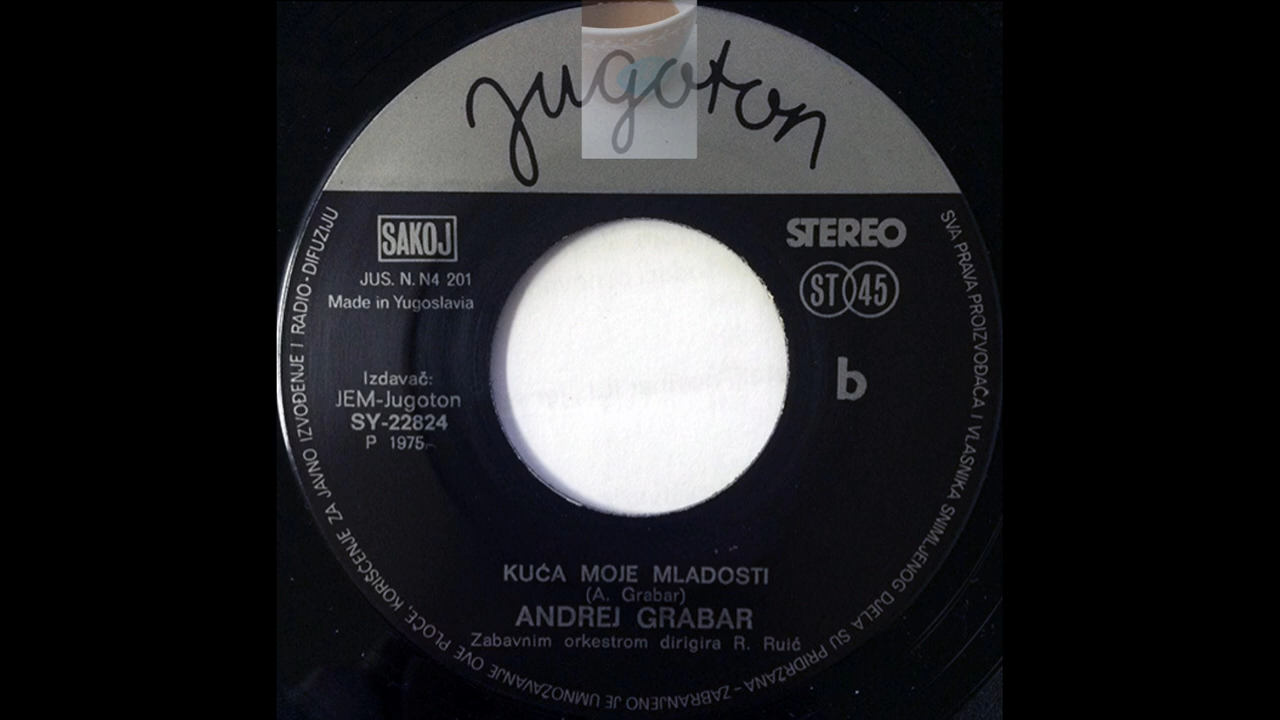 jugoton
SAKOJ
JUS. N. N4 201
Made in Yugoslavia
STEREO
ST 45
Izdavač:
JEM-Jugoton
SY-22824
P 1975.
b
KUĆA MOJE MLADOSTI
(A. Grabar)
ANDREJ GRABAR
Zabavnim orkestrom dirigira R. Ruić
SVA PRAVA PROIZVOĐAČA I VLASNIKA SNIMLJENOG DJELA SU PRIDRŽANA - ZABRANJENO JE UMNOŽAVANJE OVE PLOČE, KORIŠĆENJE ZA JAVNO IZVOĐENJE I RADIO-DIFUZIJU